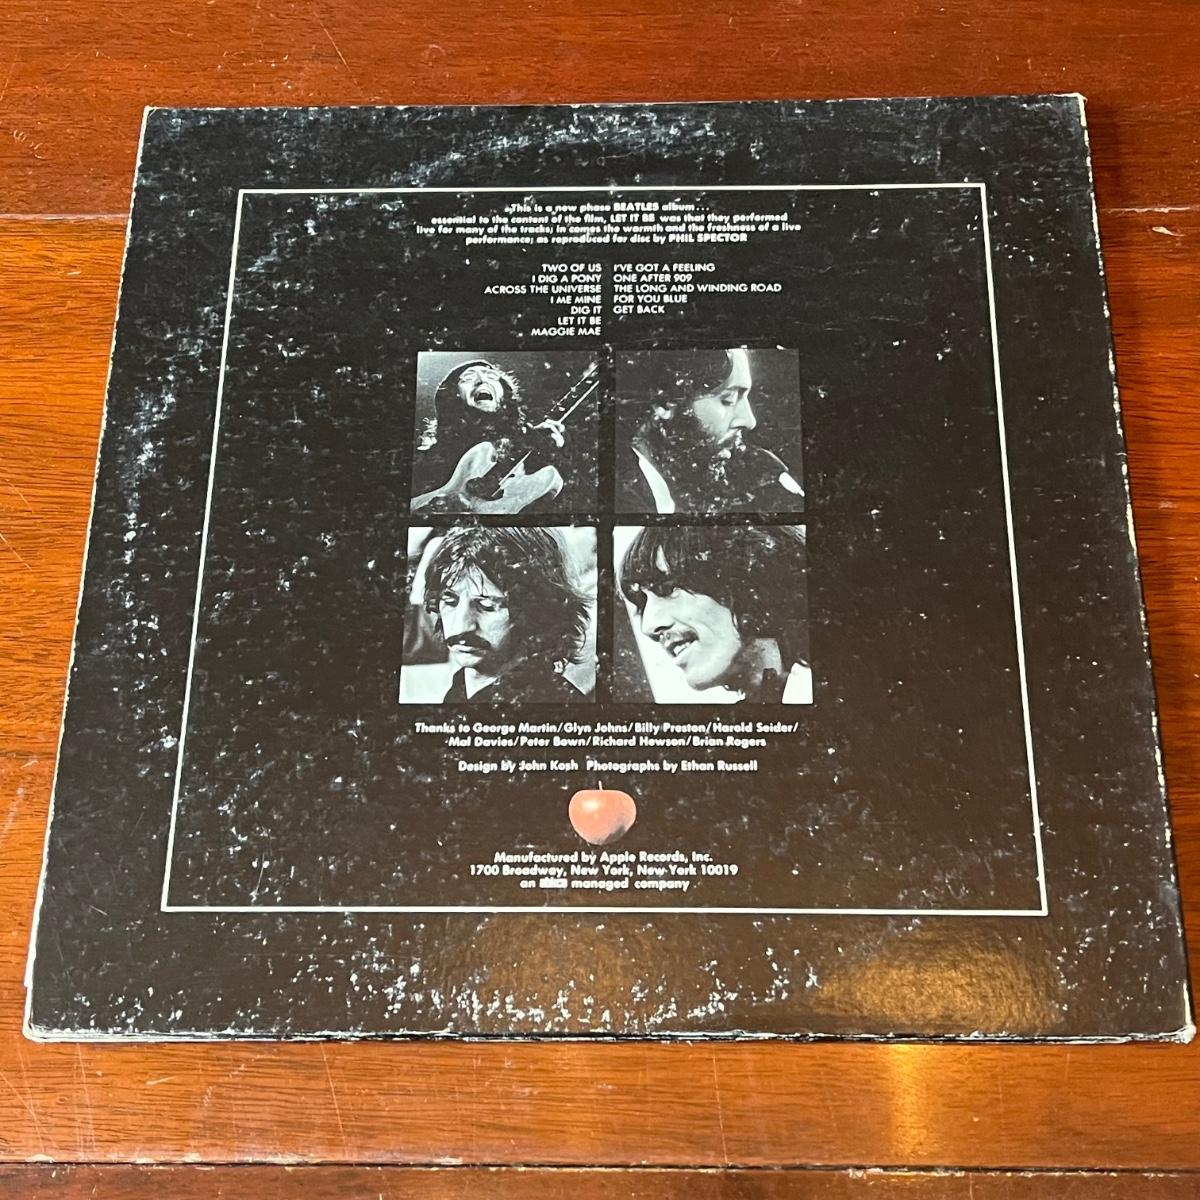 This is a new phase BEATLES album...
essential to the content of the film, LET IT BE was that they performed
live for many of the tracks; in comes the warmth and the freshness of a live
performance; as reproduced for disc by PHIL SPECTOR
TWO OF US
I DIG A PONY
ACROSS THE UNIVERSE
I ME MINE
DIG IT
LET IT BE
MAGGIE MAE
I'VE GOT A FEELING
ONE AFTER 909
THE LONG AND WINDING ROAD
FOR YOU BLUE
GET BACK
Thanks to George Martin/Glyn Johns/Billy Preston/Harold Seider/
Mal Davies/Peter Bown/Richard Hewson/Brian Rogers
Design by John Kosh Photographs by Ethan Russell
Manufactured by Apple Records, Inc.
1700 Broadway, New York, New York 10019
an abkco managed company